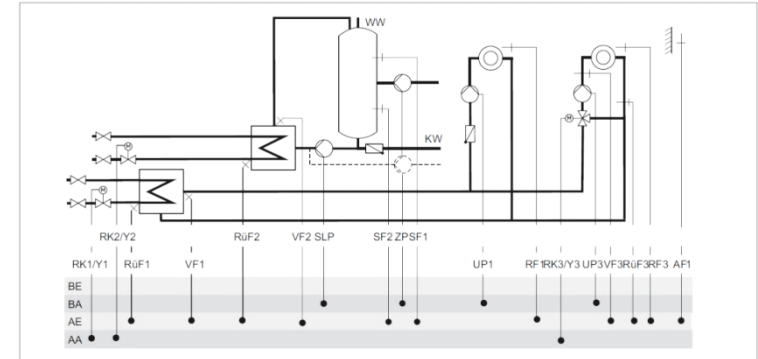 WW
KW
M
M
M
RK2/Y2 RüF2 VF2 SLP SF2 ZP SF1
RK1/Y1 RüF1 VF1 UP1 RF1 RK3/Y3 UP3 VF3 RüF3 RF3 AF1
BE
BA
AE
AA